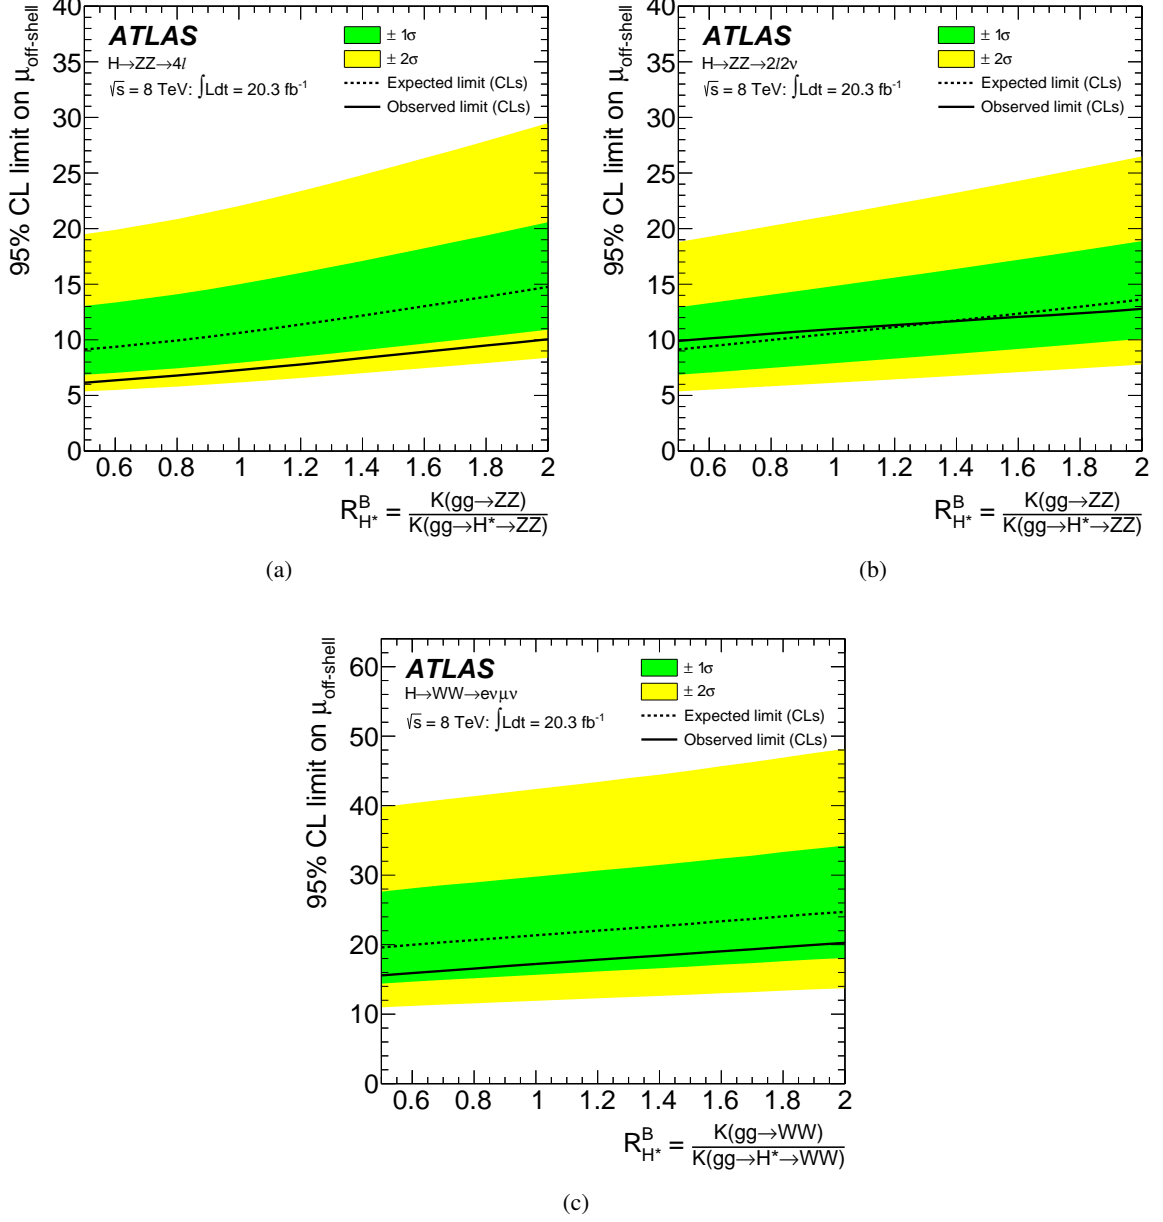 40
35
30
25
20
15
10
5
0
95% CL limit on μoff-shell
ATLAS
H→ZZ→4l
√s = 8 TeV: ∫Ldt = 20.3 fb-1
± 1σ
± 2σ
Expected limit (CLs)
Observed limit (CLs)
0.6 0.8 1 1.2 1.4 1.6 1.8 2
R^B_H* = K(gg→ZZ) / K(gg→H*→ZZ)
(a)
40
35
30
25
20
15
10
5
0
95% CL limit on μoff-shell
ATLAS
H→ZZ→2l2ν
√s = 8 TeV: ∫Ldt = 20.3 fb-1
± 1σ
± 2σ
Expected limit (CLs)
Observed limit (CLs)
0.6 0.8 1 1.2 1.4 1.6 1.8 2
R^B_H* = K(gg→ZZ) / K(gg→H*→ZZ)
(b)
60
50
40
30
20
10
0
95% CL limit on μoff-shell
ATLAS
H→WW→eνμν
√s = 8 TeV: ∫Ldt = 20.3 fb-1
± 1σ
± 2σ
Expected limit (CLs)
Observed limit (CLs)
0.6 0.8 1 1.2 1.4 1.6 1.8 2
R^B_H* = K(gg→WW) / K(gg→H*→WW)
(c)